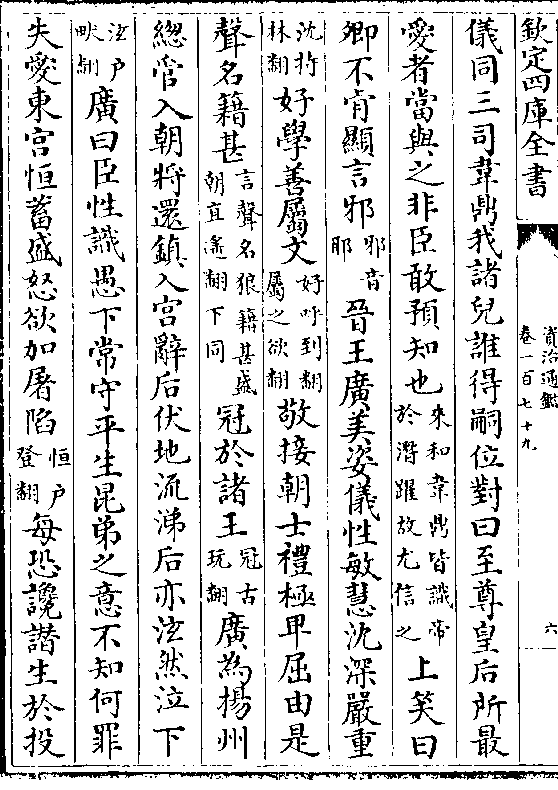 欽定四庫全書
資治通鑑
卷一百七十九
六
儀同三司韋鼎我諸兒誰得嗣位對曰至尊皇后所最
愛者當與之非臣敢預知也來和韋鼎皆識帝於潛躍故尤信之上笑曰
卿不肯顯言邪邪音耶晉王廣美姿儀性敏慧沈深嚴重
沈持林翻好學善屬文好呼到翻屬之欲翻敬接朝士禮極卑屈由是
聲名籍甚言聲名狼籍甚盛朝直遙翻下同冠於諸王冠古玩翻廣為揚州
總管入朝將還鎮入宮辭后伏地流涕后亦泫然泣下
泫户畎翻廣曰臣性識愚下常守平生昆弟之意不知何罪
失愛東宮恒蓄盛怒欲加屠陷恒户登翻每恐讒譖生於投